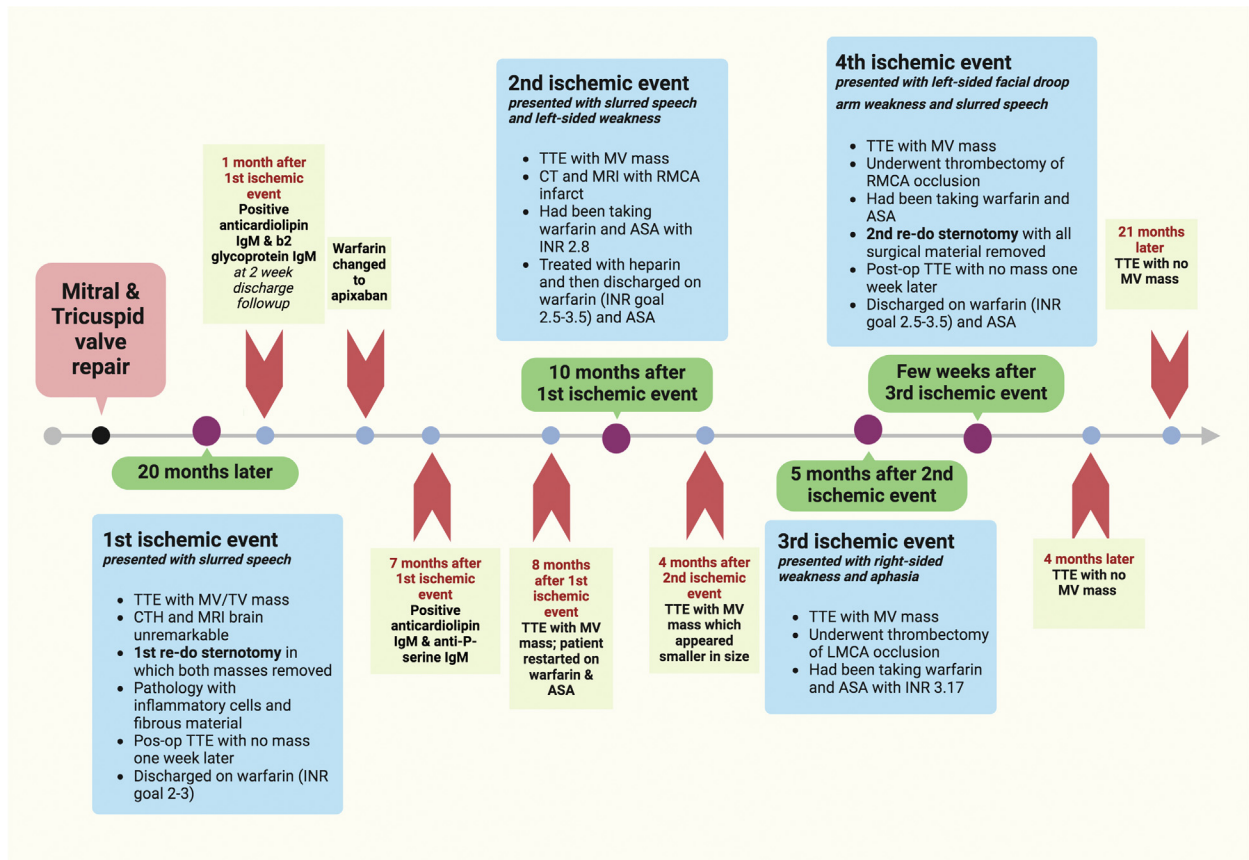 Mitral &
Tricuspid
valve
repair
20 months later
1st ischemic event
presented with slurred speech
• TTE with MV/TV mass
• CTH and MRI brain
unremarkable
• 1st re-do sternotomy in
which both masses removed
• Pathology with
inflammatory cells and
fibrous material
• Pos-op TTE with no mass
one week later
• Discharged on warfarin (INR
goal 2-3)
1 month after
1st ischemic
event
Positive
anticardiolipin
IgM & b2
glycoprotein IgM
at 2 week
discharge
followup
Warfarin
changed
to
apixaban
7 months after
1st ischemic
event
Positive
anticardiolipin
IgM & anti-P-
serine IgM
8 months
after 1st
ischemic
event
TTE with MV
mass; patient
restarted on
warfarin &
ASA
2nd ischemic event
presented with slurred speech
and left-sided weakness
• TTE with MV mass
• CT and MRI with RMCA
infarct
• Had been taking
warfarin and ASA with
INR 2.8
• Treated with heparin
and then discharged on
warfarin (INR goal
2.5-3.5) and ASA
10 months after
1st ischemic event
4 months after
2nd ischemic
event
TTE with MV
mass which
appeared
smaller in size
5 months after 2nd
ischemic event
3rd ischemic event
presented with right-sided
weakness and aphasia
• TTE with MV mass
• Underwent thrombectomy
of LMCA occlusion
• Had been taking warfarin
and ASA with INR 3.17
4th ischemic event
presented with left-sided facial droop
arm weakness and slurred speech
• TTE with MV mass
• Underwent thrombectomy of
RMCA occlusion
• Had been taking warfarin and
ASA
• 2nd re-do sternotomy with all
surgical material removed
• Post-op TTE with no mass one
week later
• Discharged on warfarin (INR
goal 2.5-3.5) and ASA
Few weeks after
3rd ischemic event
4 months later
TTE with no
MV mass
21 months
later
TTE with no
MV mass